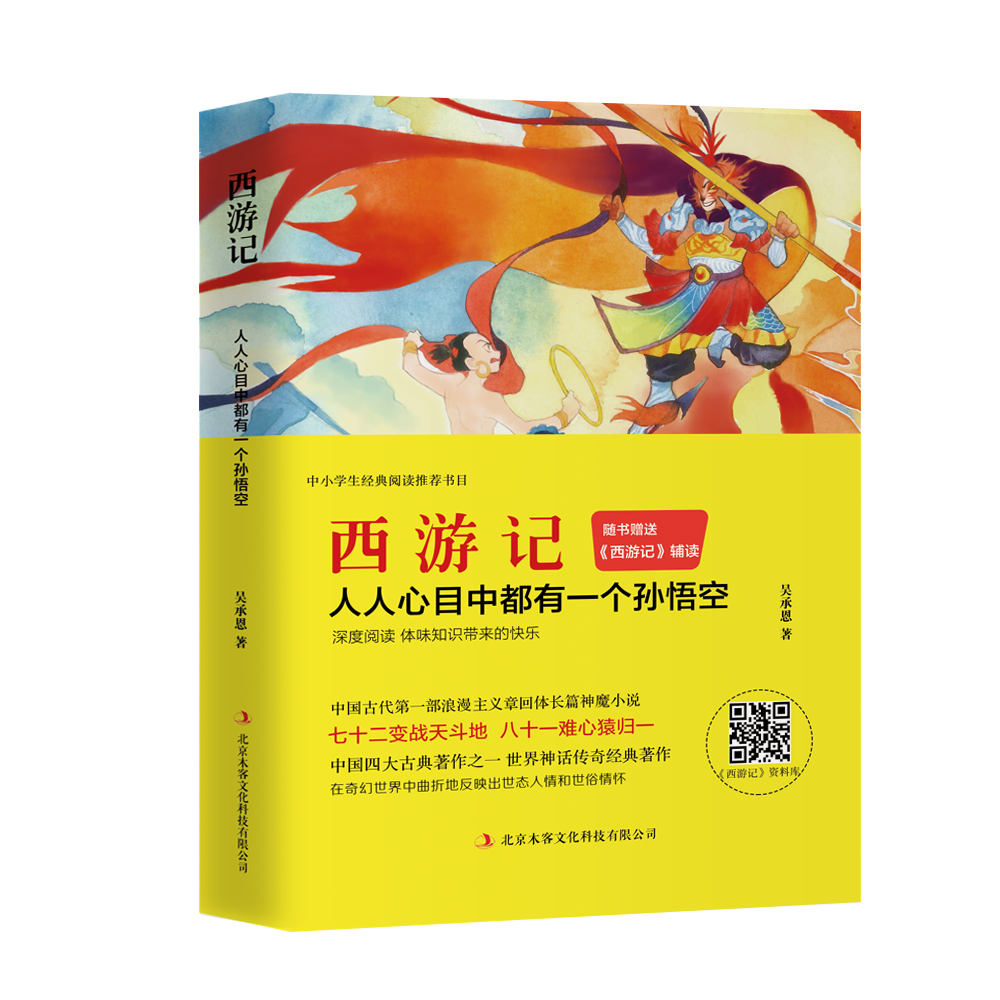 西游记
人人心目中都有一个孙悟空
吴承恩 著
北京木客文化科技有限公司
中小学生经典阅读推荐书目
西游记
随书赠送
《西游记》辅读
人人心目中都有一个孙悟空
深度阅读 体味知识带来的快乐
吴承恩 著
中国古代第一部浪漫主义章回体长篇神魔小说
七十二变战天斗地 八十一难心猿归一
中国四大古典著作之一 世界神话传奇经典著作
在奇幻世界中曲折地反映出世态人情和世俗情怀
《西游记》资料库
北京木客文化科技有限公司